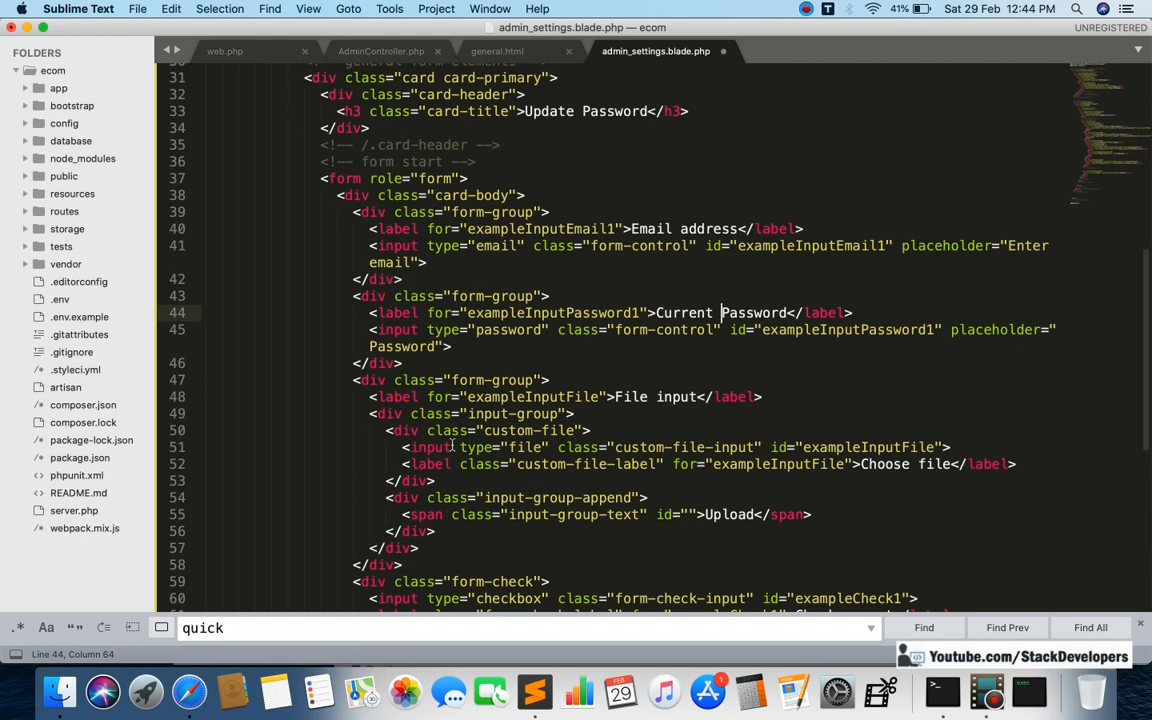 Sublime Text File Edit Selection Find View Goto Tools Project Window Help 41% Sat 29 Feb 12:44 PM
admin_settings.blade.php — ecom UNREGISTERED
FOLDERS
ecom
app
bootstrap
config
database
node_modules
public
resources
routes
storage
tests
vendor
.editorconfig
.env
.env.example
.gitattributes
.gitignore
.styleci.yml
artisan
composer.json
composer.lock
package-lock.json
package.json
phpunit.xml
README.md
server.php
webpack.mix.js
web.php AdminController.php general.html admin_settings.blade.php
31 <div class="card card-primary">
32 <div class="card-header">
33 <h3 class="card-title">Update Password</h3>
34 </div>
35 <!-- /.card-header -->
36 <!-- form start -->
37 <form role="form">
38 <div class="card-body">
39 <div class="form-group">
40 <label for="exampleInputEmail1">Email address</label>
41 <input type="email" class="form-control" id="exampleInputEmail1" placeholder="Enter
email">
42 </div>
43 <div class="form-group">
44 <label for="exampleInputPassword1">Current Password</label>
45 <input type="password" class="form-control" id="exampleInputPassword1" placeholder="
Password">
46 </div>
47 <div class="form-group">
48 <label for="exampleInputFile">File input</label>
49 <div class="input-group">
50 <div class="custom-file">
51 <input type="file" class="custom-file-input" id="exampleInputFile">
52 <label class="custom-file-label" for="exampleInputFile">Choose file</label>
53 </div>
54 <div class="input-group-append">
55 <span class="input-group-text" id="">Upload</span>
56 </div>
57 </div>
58 </div>
59 <div class="form-check">
60 <input type="checkbox" class="form-check-input" id="exampleCheck1">
.* Aa “” quick Find Find Prev Find All
Line 44, Column 64
Youtube.com/StackDevelopers